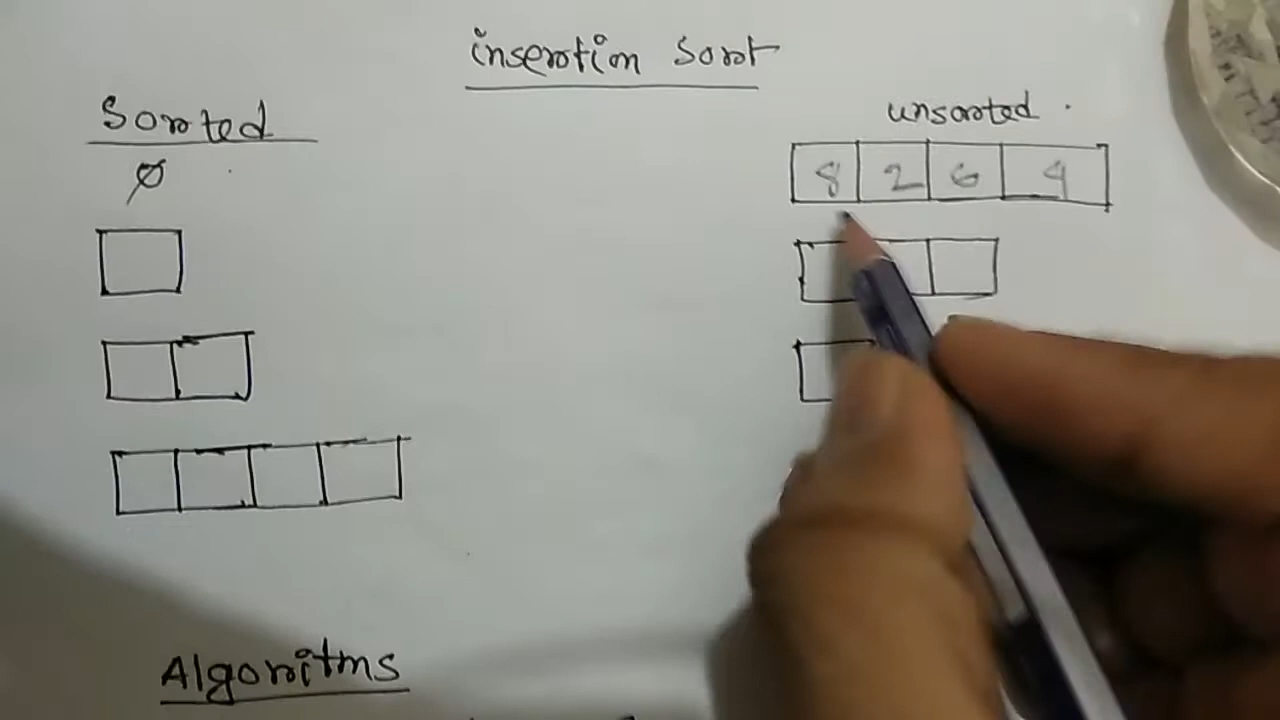 insertion sort
Sorted
unsorted
Ø
8 2 6 4
Algoritms